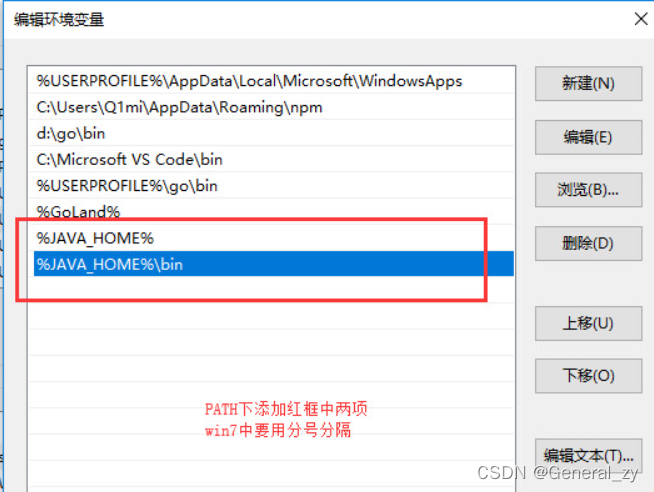 编辑环境变量
%USERPROFILE%\AppData\Local\Microsoft\WindowsApps
C:\Users\Q1mi\AppData\Roaming\npm
d:\go\bin
C:\Microsoft VS Code\bin
%USERPROFILE%\go\bin
%GoLand%
%JAVA_HOME%
%JAVA_HOME%\bin
新建(N)
编辑(E)
浏览(B)...
删除(D)
上移(U)
下移(O)
编辑文本(T)...
PATH下添加红框中两项
win7中要用分号分隔
CSDN @General_zy